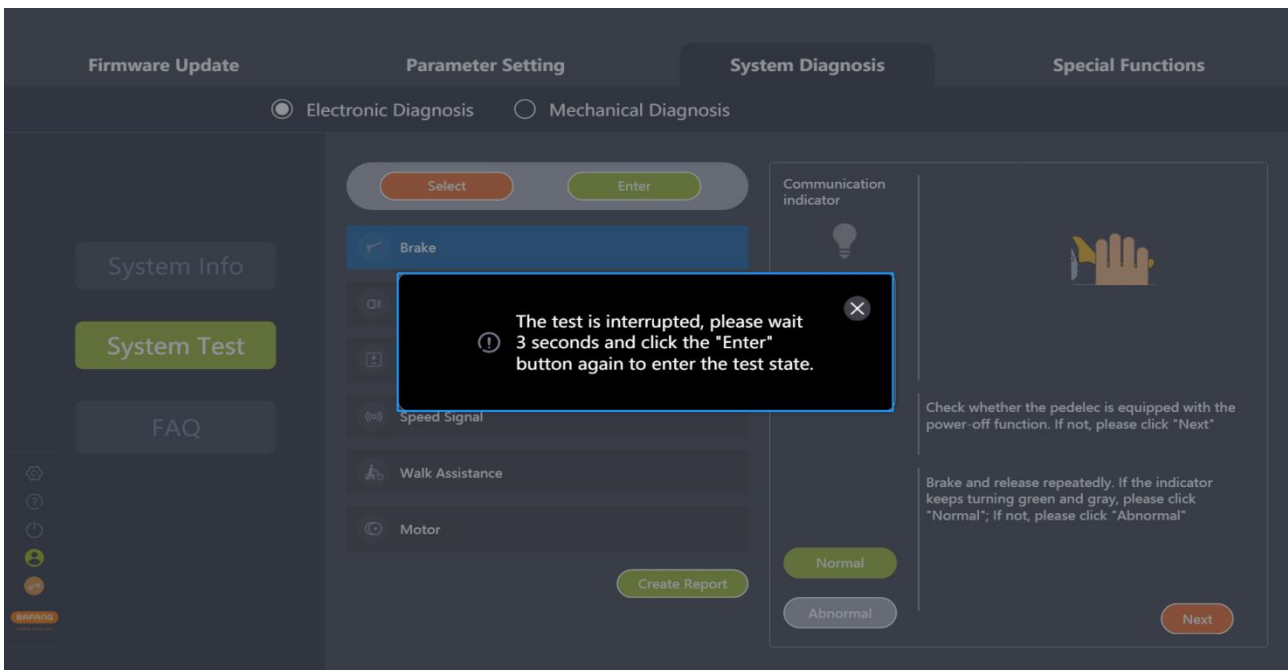 Firmware Update
Parameter Setting
System Diagnosis
Special Functions
Electronic Diagnosis
Mechanical Diagnosis
System Info
System Test
FAQ
BAFANG
Select
Enter
Brake
Speed Signal
Walk Assistance
Motor
Create Report
The test is interrupted, please wait
3 seconds and click the "Enter"
button again to enter the test state.
Communication
indicator
Normal
Abnormal
Check whether the pedelec is equipped with the
power-off function. If not, please click "Next"
Brake and release repeatedly. If the indicator
keeps turning green and gray, please click
"Normal"; If not, please click "Abnormal"
Next